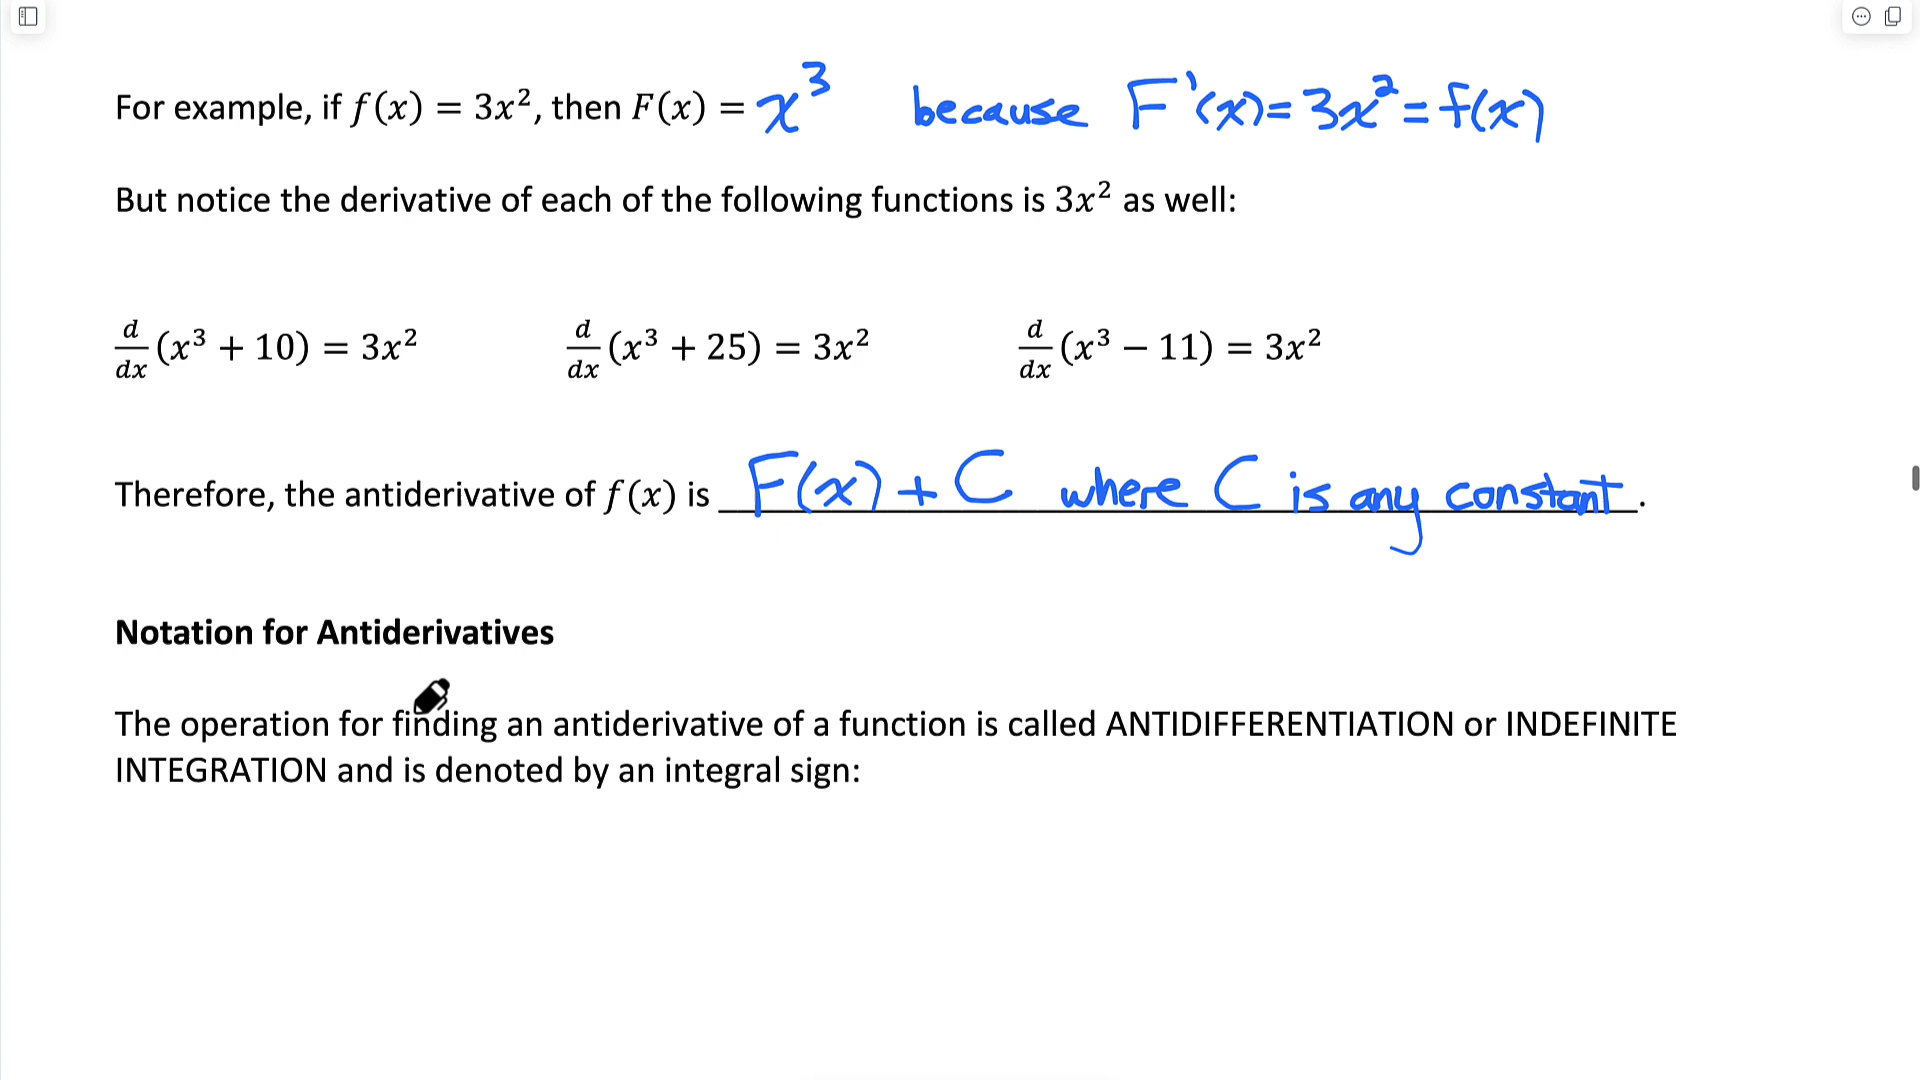 For example, if f(x) = 3x², then F(x) = x³ because F'(x) = 3x² = f(x)
But notice the derivative of each of the following functions is 3x² as well:
d/dx (x³ + 10) = 3x² d/dx (x³ + 25) = 3x² d/dx (x³ − 11) = 3x²
Therefore, the antiderivative of f(x) is F(x) + C where C is any constant.
Notation for Antiderivatives
The operation for finding an antiderivative of a function is called ANTIDIFFERENTIATION or INDEFINITE
INTEGRATION and is denoted by an integral sign: